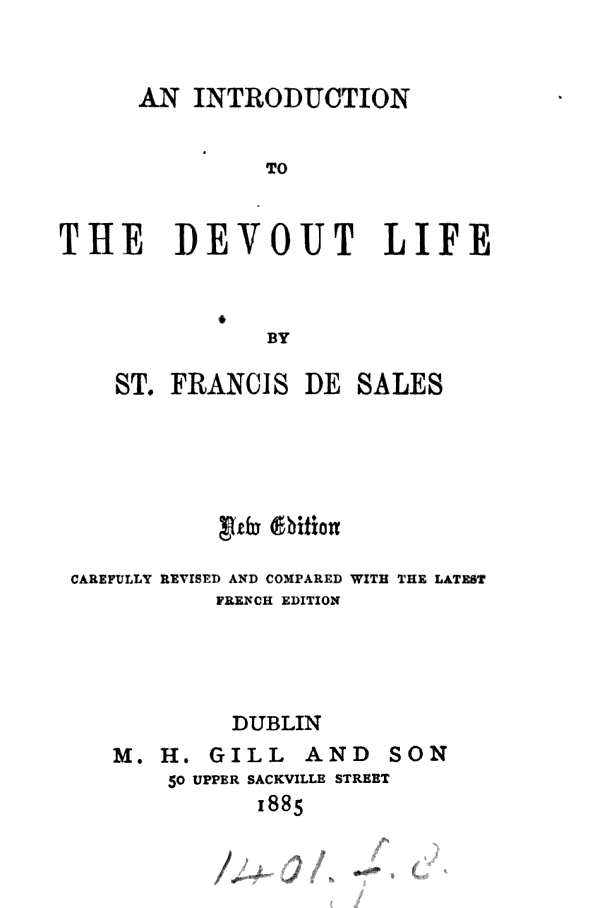 AN INTRODUCTION
TO
THE DEVOUT LIFE
BY
ST. FRANCIS DE SALES
New Edition
CAREFULLY REVISED AND COMPARED WITH THE LATEST
FRENCH EDITION
DUBLIN
M. H. GILL AND SON
50 UPPER SACKVILLE STREET
1885
1401.